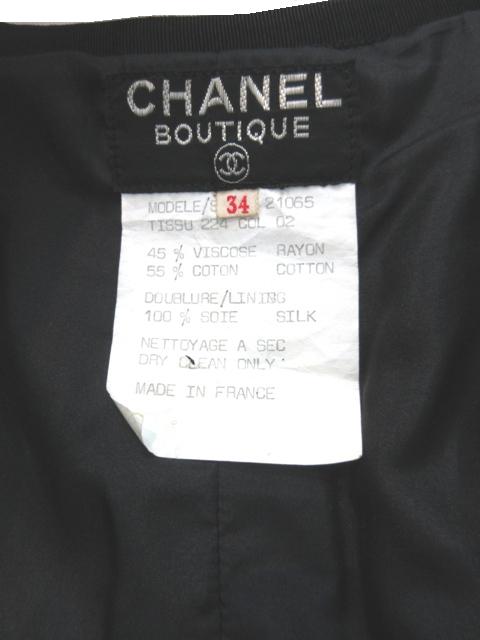 CHANEL
BOUTIQUE
34
MODELE/S 21065
TISSU 224 COL 02
45 % VISCOSE RAYON
55 % COTON COTTON
DOUBLURE/LINING
100 % SOIE SILK
NETTOYAGE A SEC
DRY CLEAN ONLY
MADE IN FRANCE